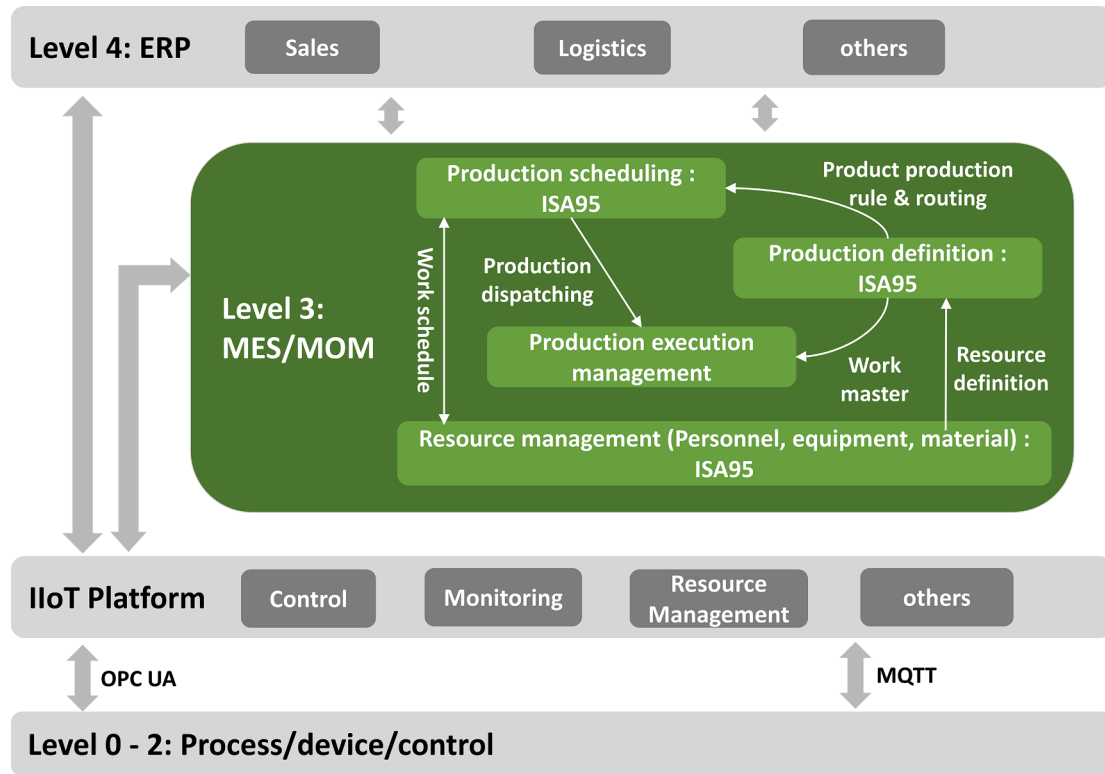 Level 4: ERP
Sales
Logistics
others
Production scheduling :
ISA95
Product production
rule & routing
Work schedule
Production
dispatching
Production definition :
ISA95
Level 3:
MES/MOM
Production execution
management
Work
master
Resource
definition
Resource management (Personnel, equipment, material) :
ISA95
IIoT Platform
Control
Monitoring
Resource
Management
others
OPC UA
MQTT
Level 0 - 2: Process/device/control